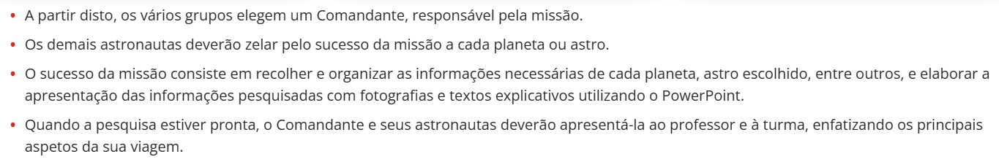 • A partir disto, os vários grupos elegem um Comandante, responsável pela missão.
• Os demais astronautas deverão zelar pelo sucesso da missão a cada planeta ou astro.
• O sucesso da missão consiste em recolher e organizar as informações necessárias de cada planeta, astro escolhido, entre outros, e elaborar a
apresentação das informações pesquisadas com fotografias e textos explicativos utilizando o PowerPoint.
• Quando a pesquisa estiver pronta, o Comandante e seus astronautas deverão apresentá-la ao professor e à turma, enfatizando os principais
aspetos da sua viagem.